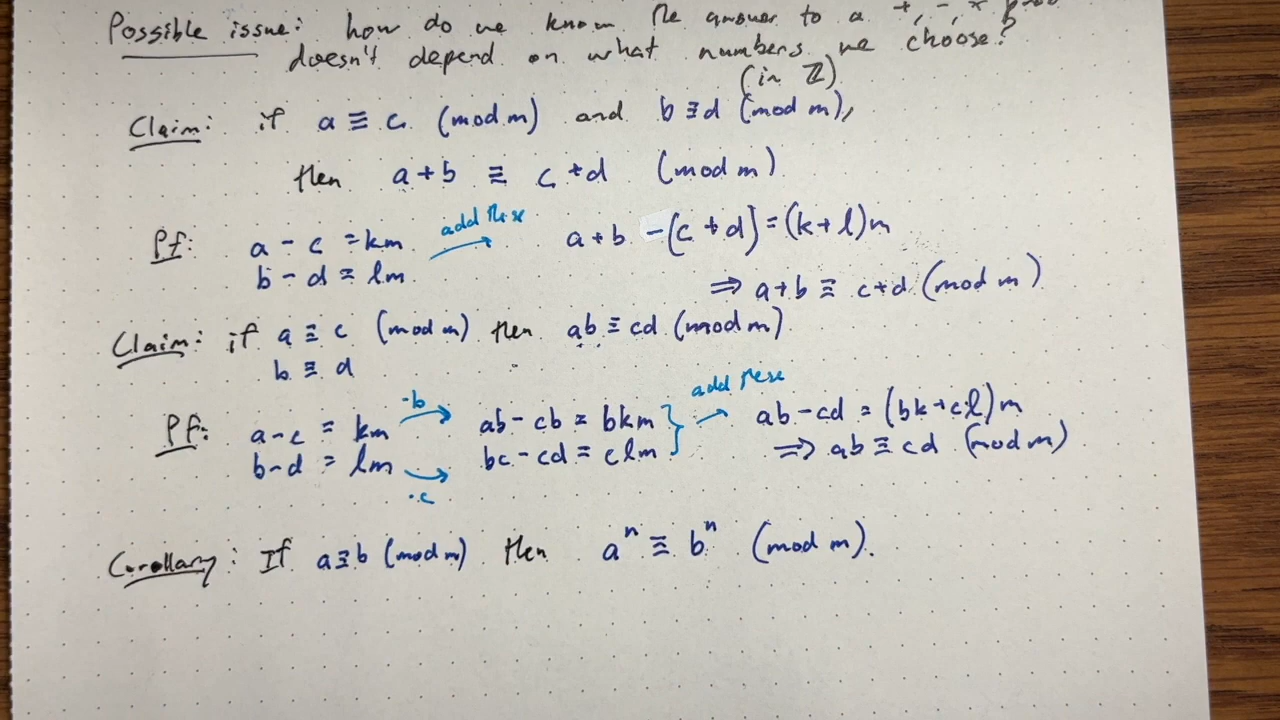 Possible issue: how do we know the answer to a +, -, ×
doesn't depend on what numbers we choose?
(in ℤ)
Claim: if a ≡ c (mod m) and b ≡ d (mod m),
then a+b ≡ c+d (mod m)
Pf: a - c = km add these a+b -(c+d) = (k+l)m
b - d = lm
⇒ a+b ≡ c+d (mod m)
Claim: if a ≡ c (mod m) then ab ≡ cd (mod m)
b ≡ d
Pf: a-c = km ·b ab-cb = bkm } add these ab-cd = (bk+cl)m
b-d = lm ·c bc-cd = clm ⇒ ab ≡ cd (mod m)
Corollary: If a≡b (mod m) then aⁿ ≡ bⁿ (mod m).